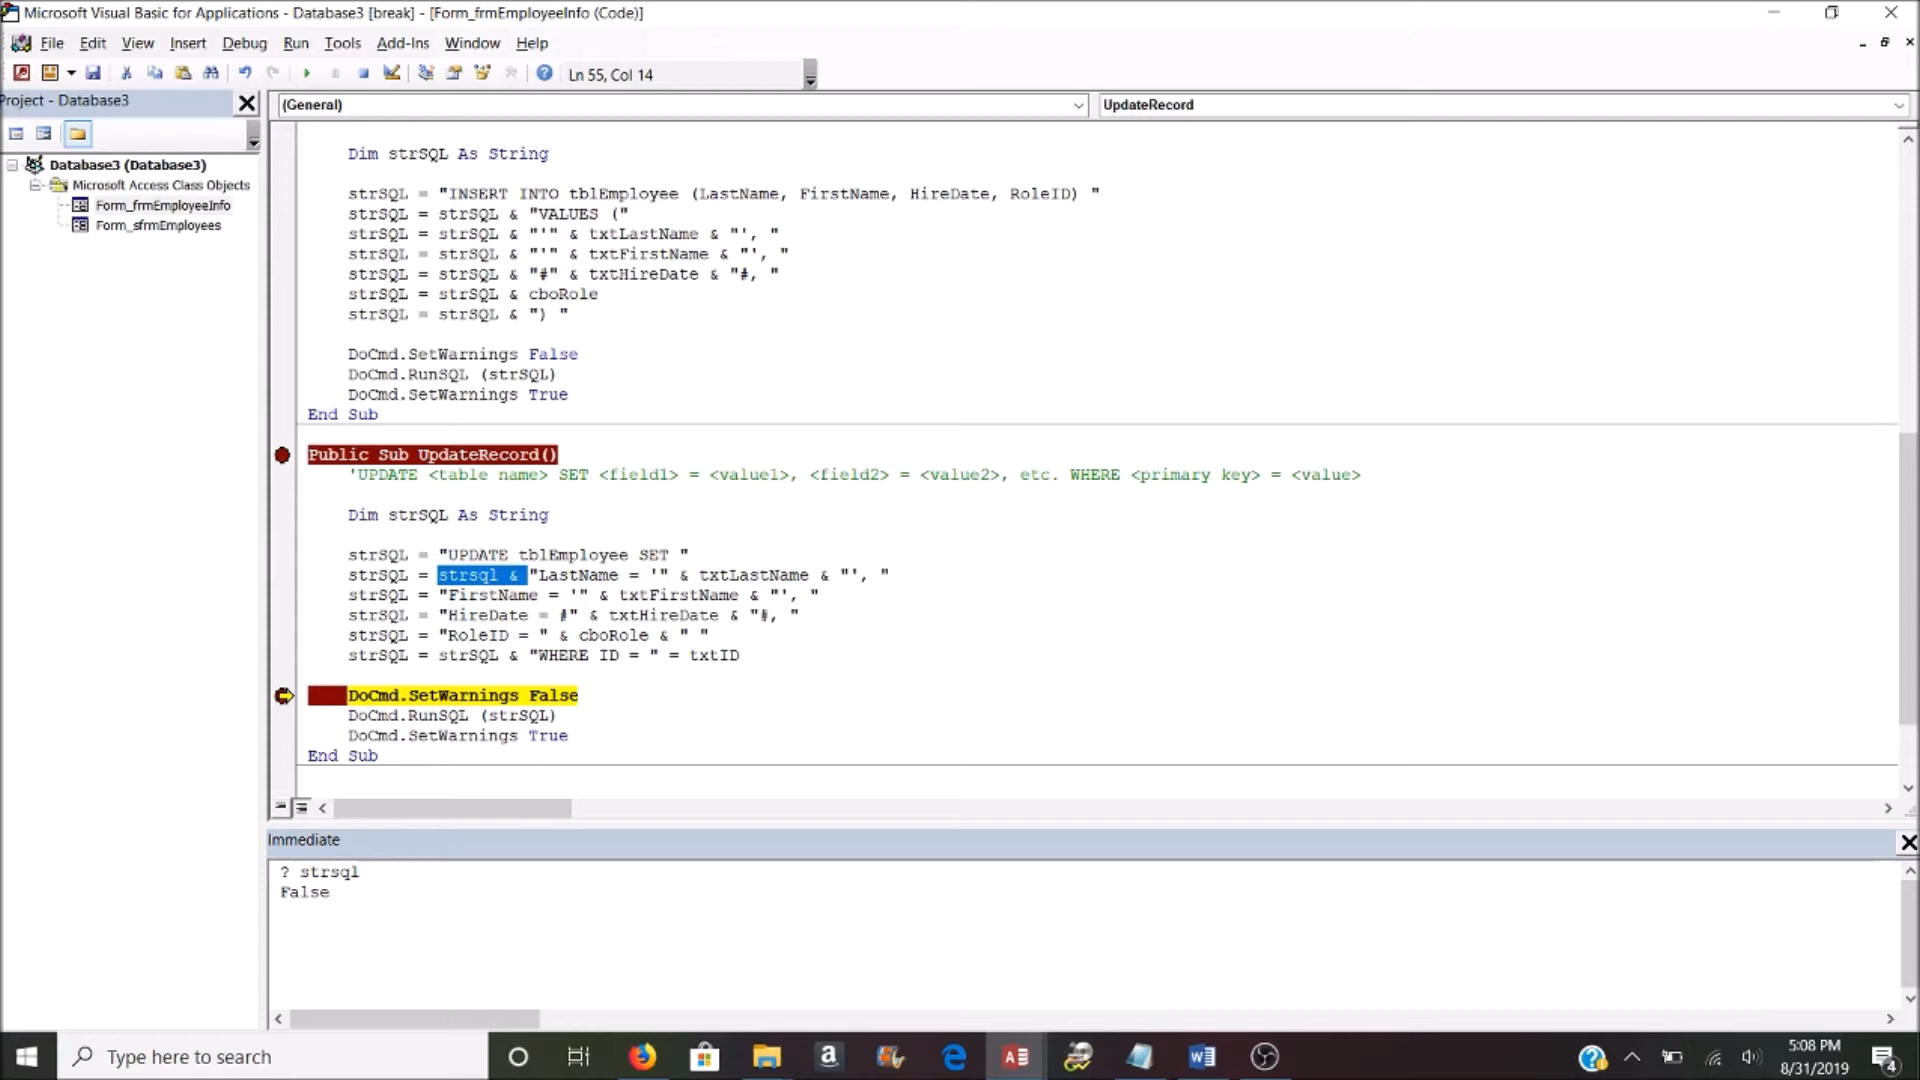 Microsoft Visual Basic for Applications - Database3 [break] - [Form_frmEmployeeInfo (Code)]
File Edit View Insert Debug Run Tools Add-Ins Window Help
Ln 55, Col 14
Project - Database3
(General)
UpdateRecord
Database3 (Database3)
Microsoft Access Class Objects
Form_frmEmployeeInfo
Form_sfrmEmployees
Dim strSQL As String
strSQL = "INSERT INTO tblEmployee (LastName, FirstName, HireDate, RoleID) "
strSQL = strSQL & "VALUES ("
strSQL = strSQL & "'" & txtLastName & "', "
strSQL = strSQL & "'" & txtFirstName & "', "
strSQL = strSQL & "#" & txtHireDate & "#, "
strSQL = strSQL & cboRole
strSQL = strSQL & ") "
DoCmd.SetWarnings False
DoCmd.RunSQL (strSQL)
DoCmd.SetWarnings True
End Sub
Public Sub UpdateRecord()
'UPDATE <table name> SET <field1> = <value1>, <field2> = <value2>, etc. WHERE <primary key> = <value>
Dim strSQL As String
strSQL = "UPDATE tblEmployee SET "
strSQL = strsql & "LastName = '" & txtLastName & "', "
strSQL = "FirstName = '" & txtFirstName & "', "
strSQL = "HireDate = #" & txtHireDate & "#, "
strSQL = "RoleID = " & cboRole & " "
strSQL = strSQL & "WHERE ID = " = txtID
DoCmd.SetWarnings False
DoCmd.RunSQL (strSQL)
DoCmd.SetWarnings True
End Sub
Immediate
? strsql
False
Type here to search
5:08 PM
8/31/2019
4